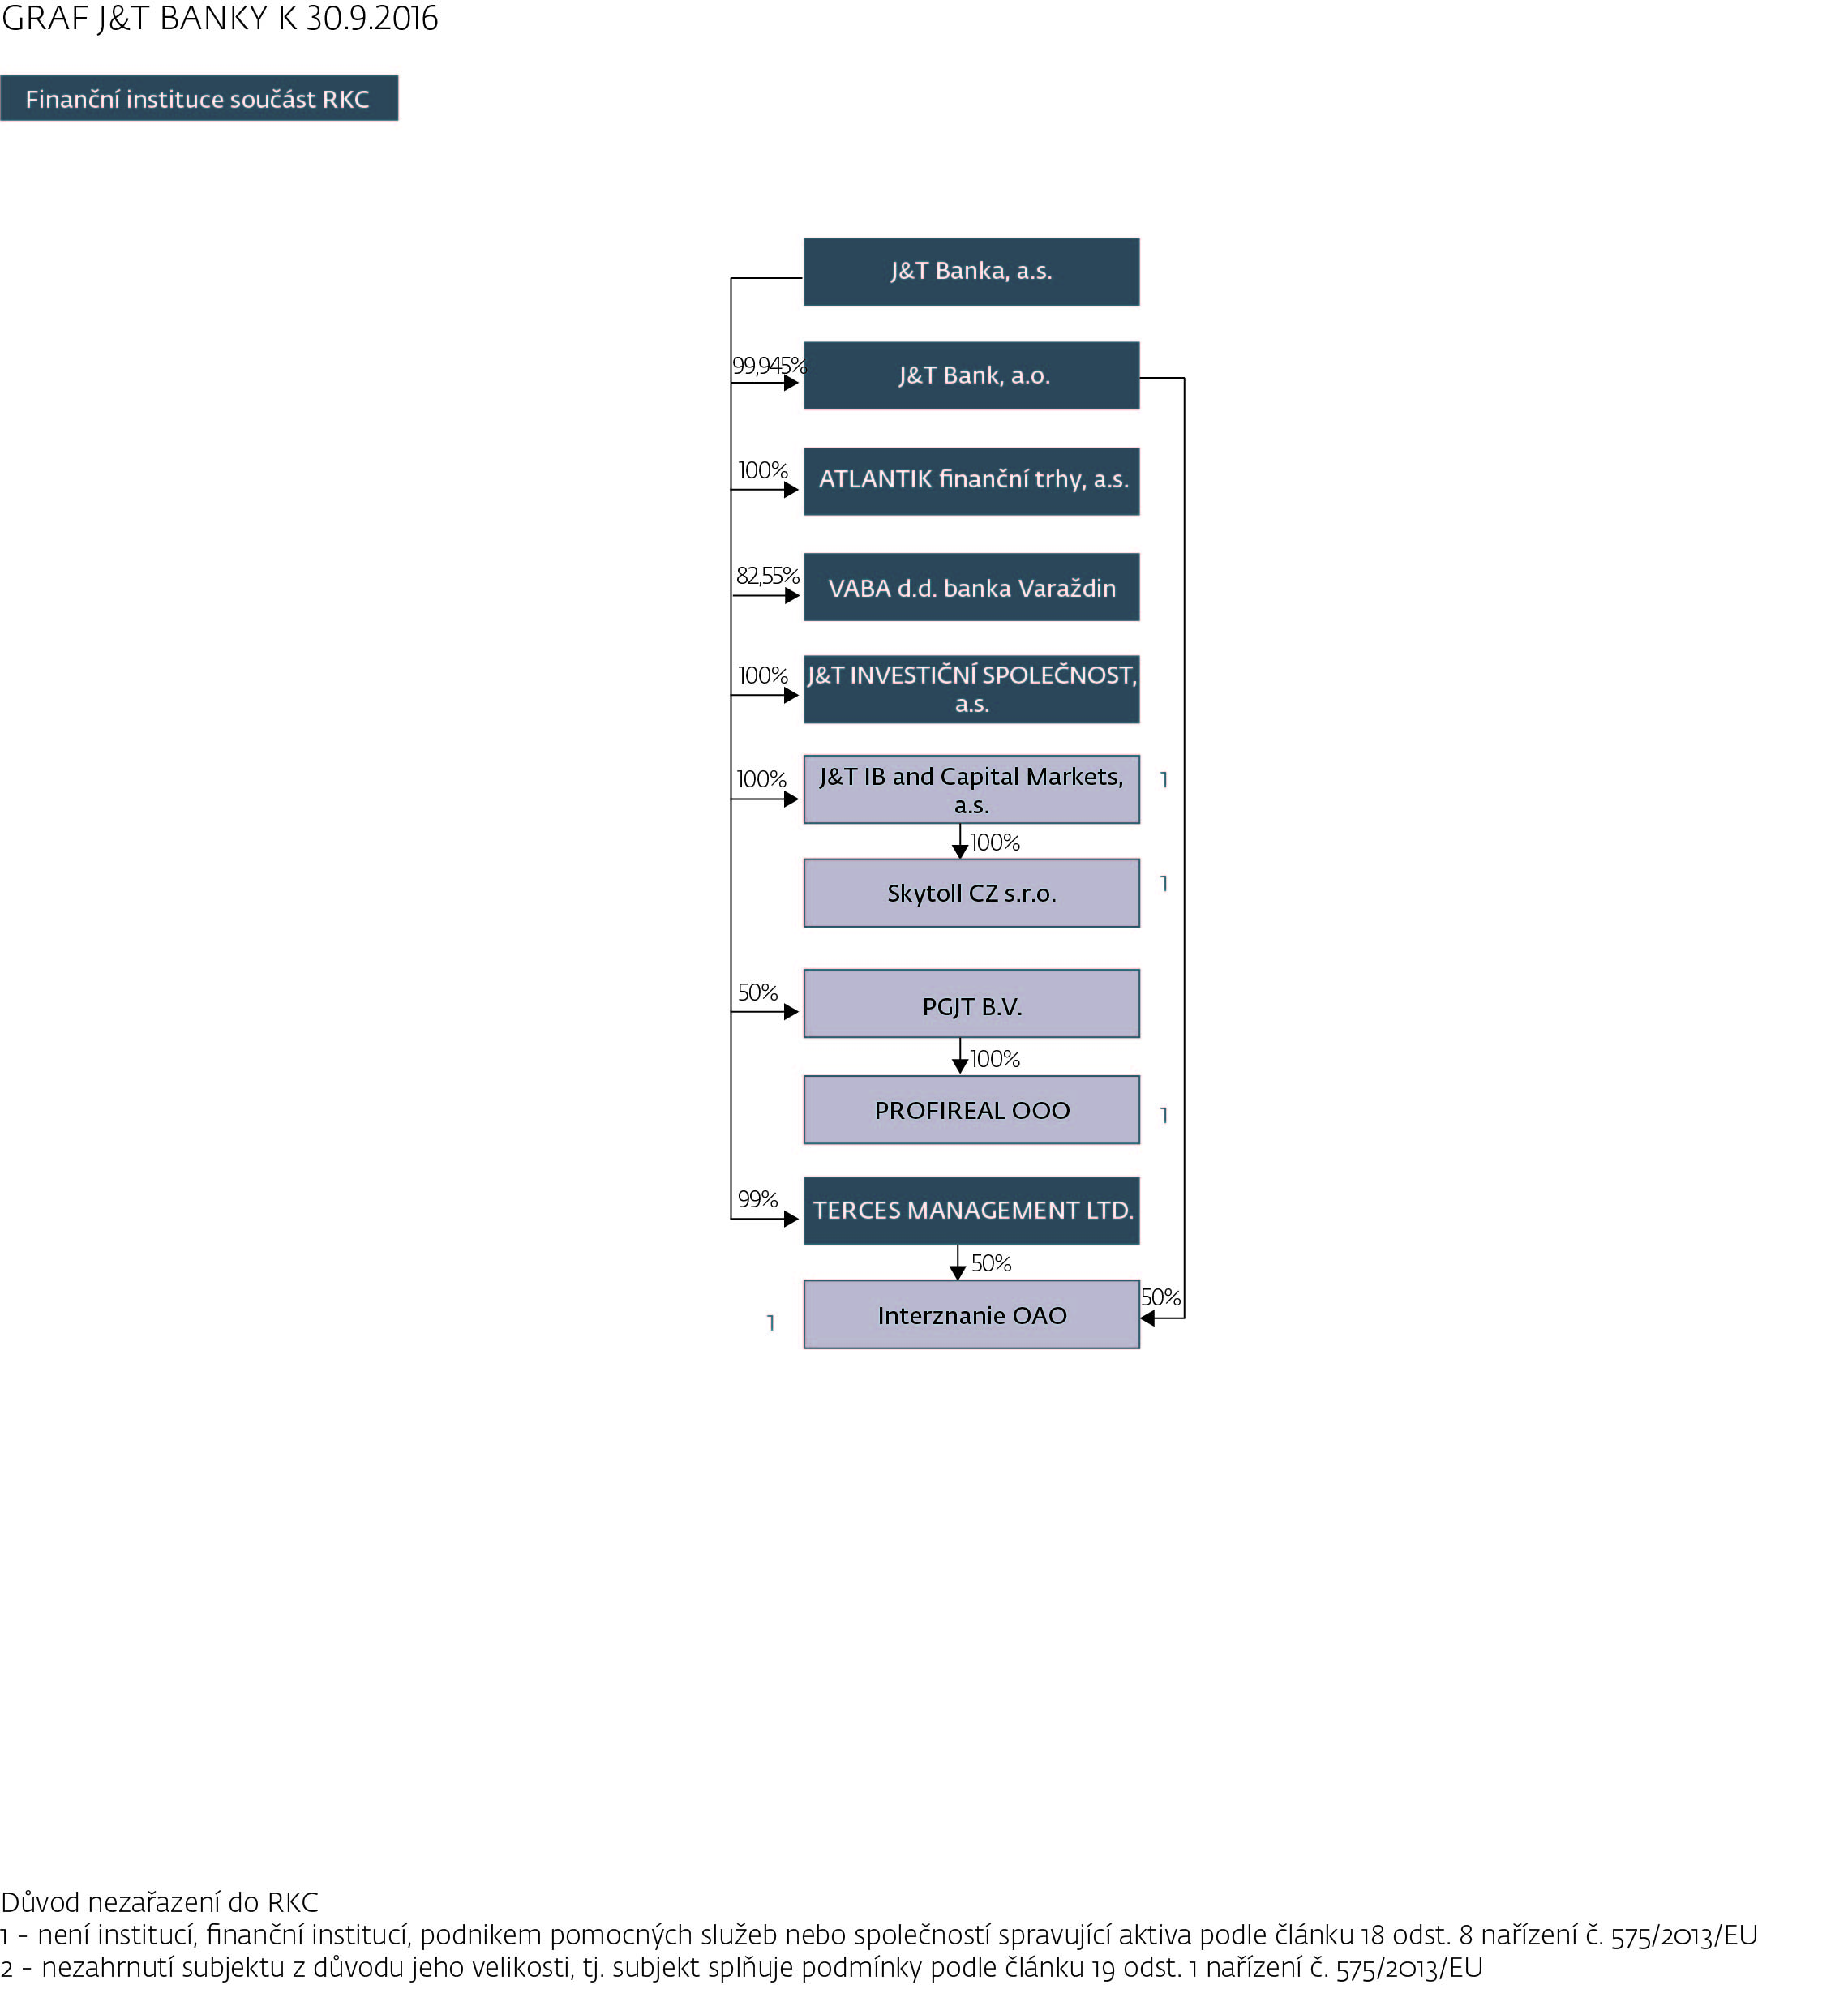 GRAF J&T BANKY K 30.9.2016
Finanční instituce součást RKC
J&T Banka, a.s.
99,945%
J&T Bank, a.o.
100%
ATLANTIK finanční trhy, a.s.
82,55%
VABA d.d. banka Varaždin
100%
J&T INVESTIČNÍ SPOLEČNOST,
a.s.
100%
J&T IB and Capital Markets,
a.s.
1
100%
Skytoll CZ s.r.o.
1
50%
PGJT B.V.
100%
PROFIREAL OOO
1
99%
TERCES MANAGEMENT LTD.
50%
50%
Interznanie OAO
1
Důvod nezařazení do RKC
1 - není institucí, finanční institucí, podnikem pomocných služeb nebo společností spravující aktiva podle článku 18 odst. 8 nařízení č. 575/2013/EU
2 - nezahrnutí subjektu z důvodu jeho velikosti, tj. subjekt splňuje podmínky podle článku 19 odst. 1 nařízení č. 575/2013/EU